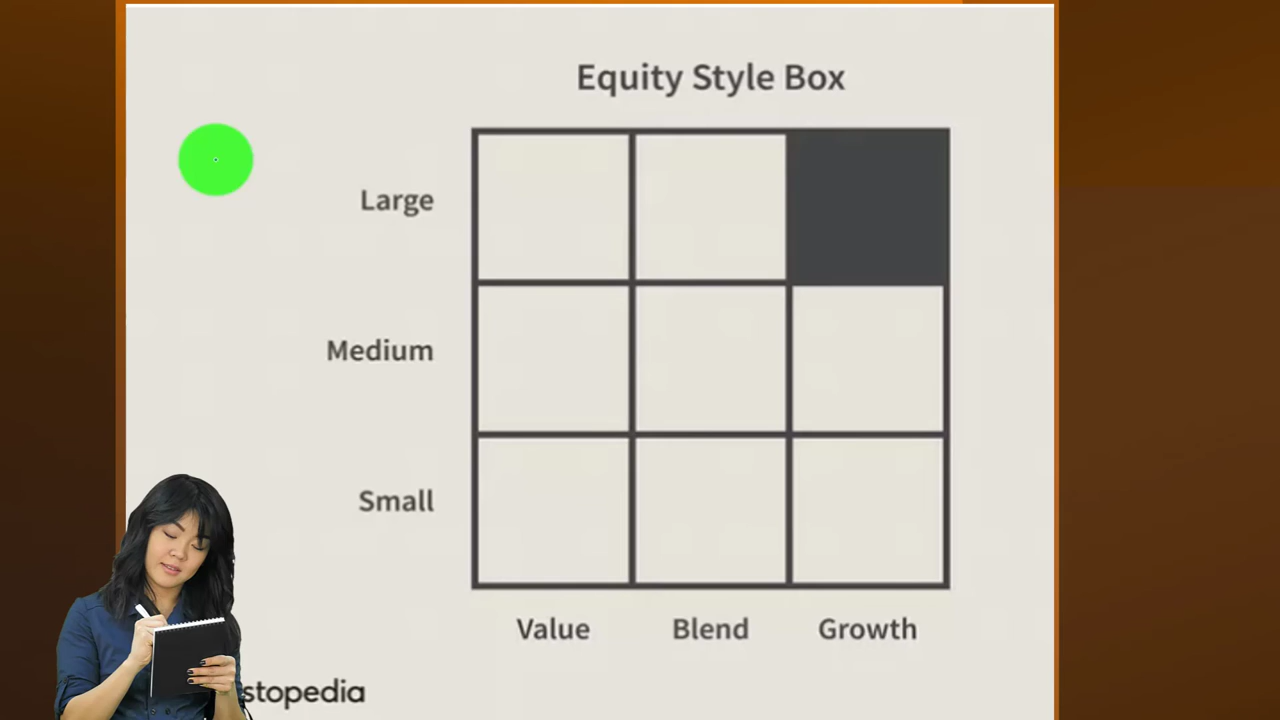 Equity Style Box
Large
Medium
Small
Value Blend Growth
stopedia